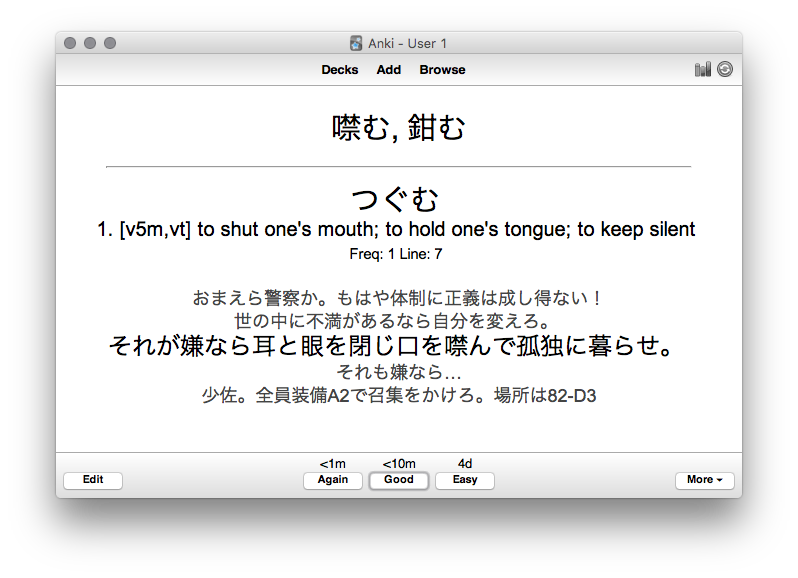 Anki - User 1
Decks Add Browse
噤む, 鉗む
つぐむ
1. [v5m,vt] to shut one's mouth; to hold one's tongue; to keep silent
Freq: 1 Line: 7
おまえら警察か。もはや体制に正義は成し得ない！
世の中に不満があるなら自分を変えろ。
それが嫌なら耳と眼を閉じ口を噤んで孤独に暮らせ。
それも嫌なら…
少佐。全員装備A2で召集をかけろ。場所は82-D3
<1m <10m 4d
Edit Again Good Easy More